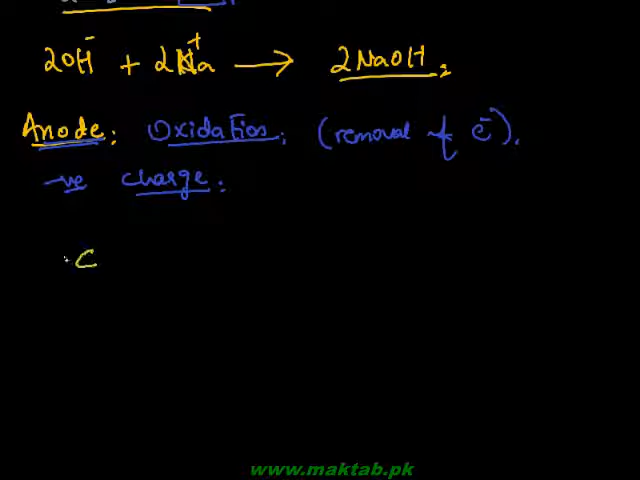 2OH⁻ + 2Na⁺ → 2NaOH.
Anode: Oxidation; (removal of e⁻).
-ve charge.
C
www.maktab.pk